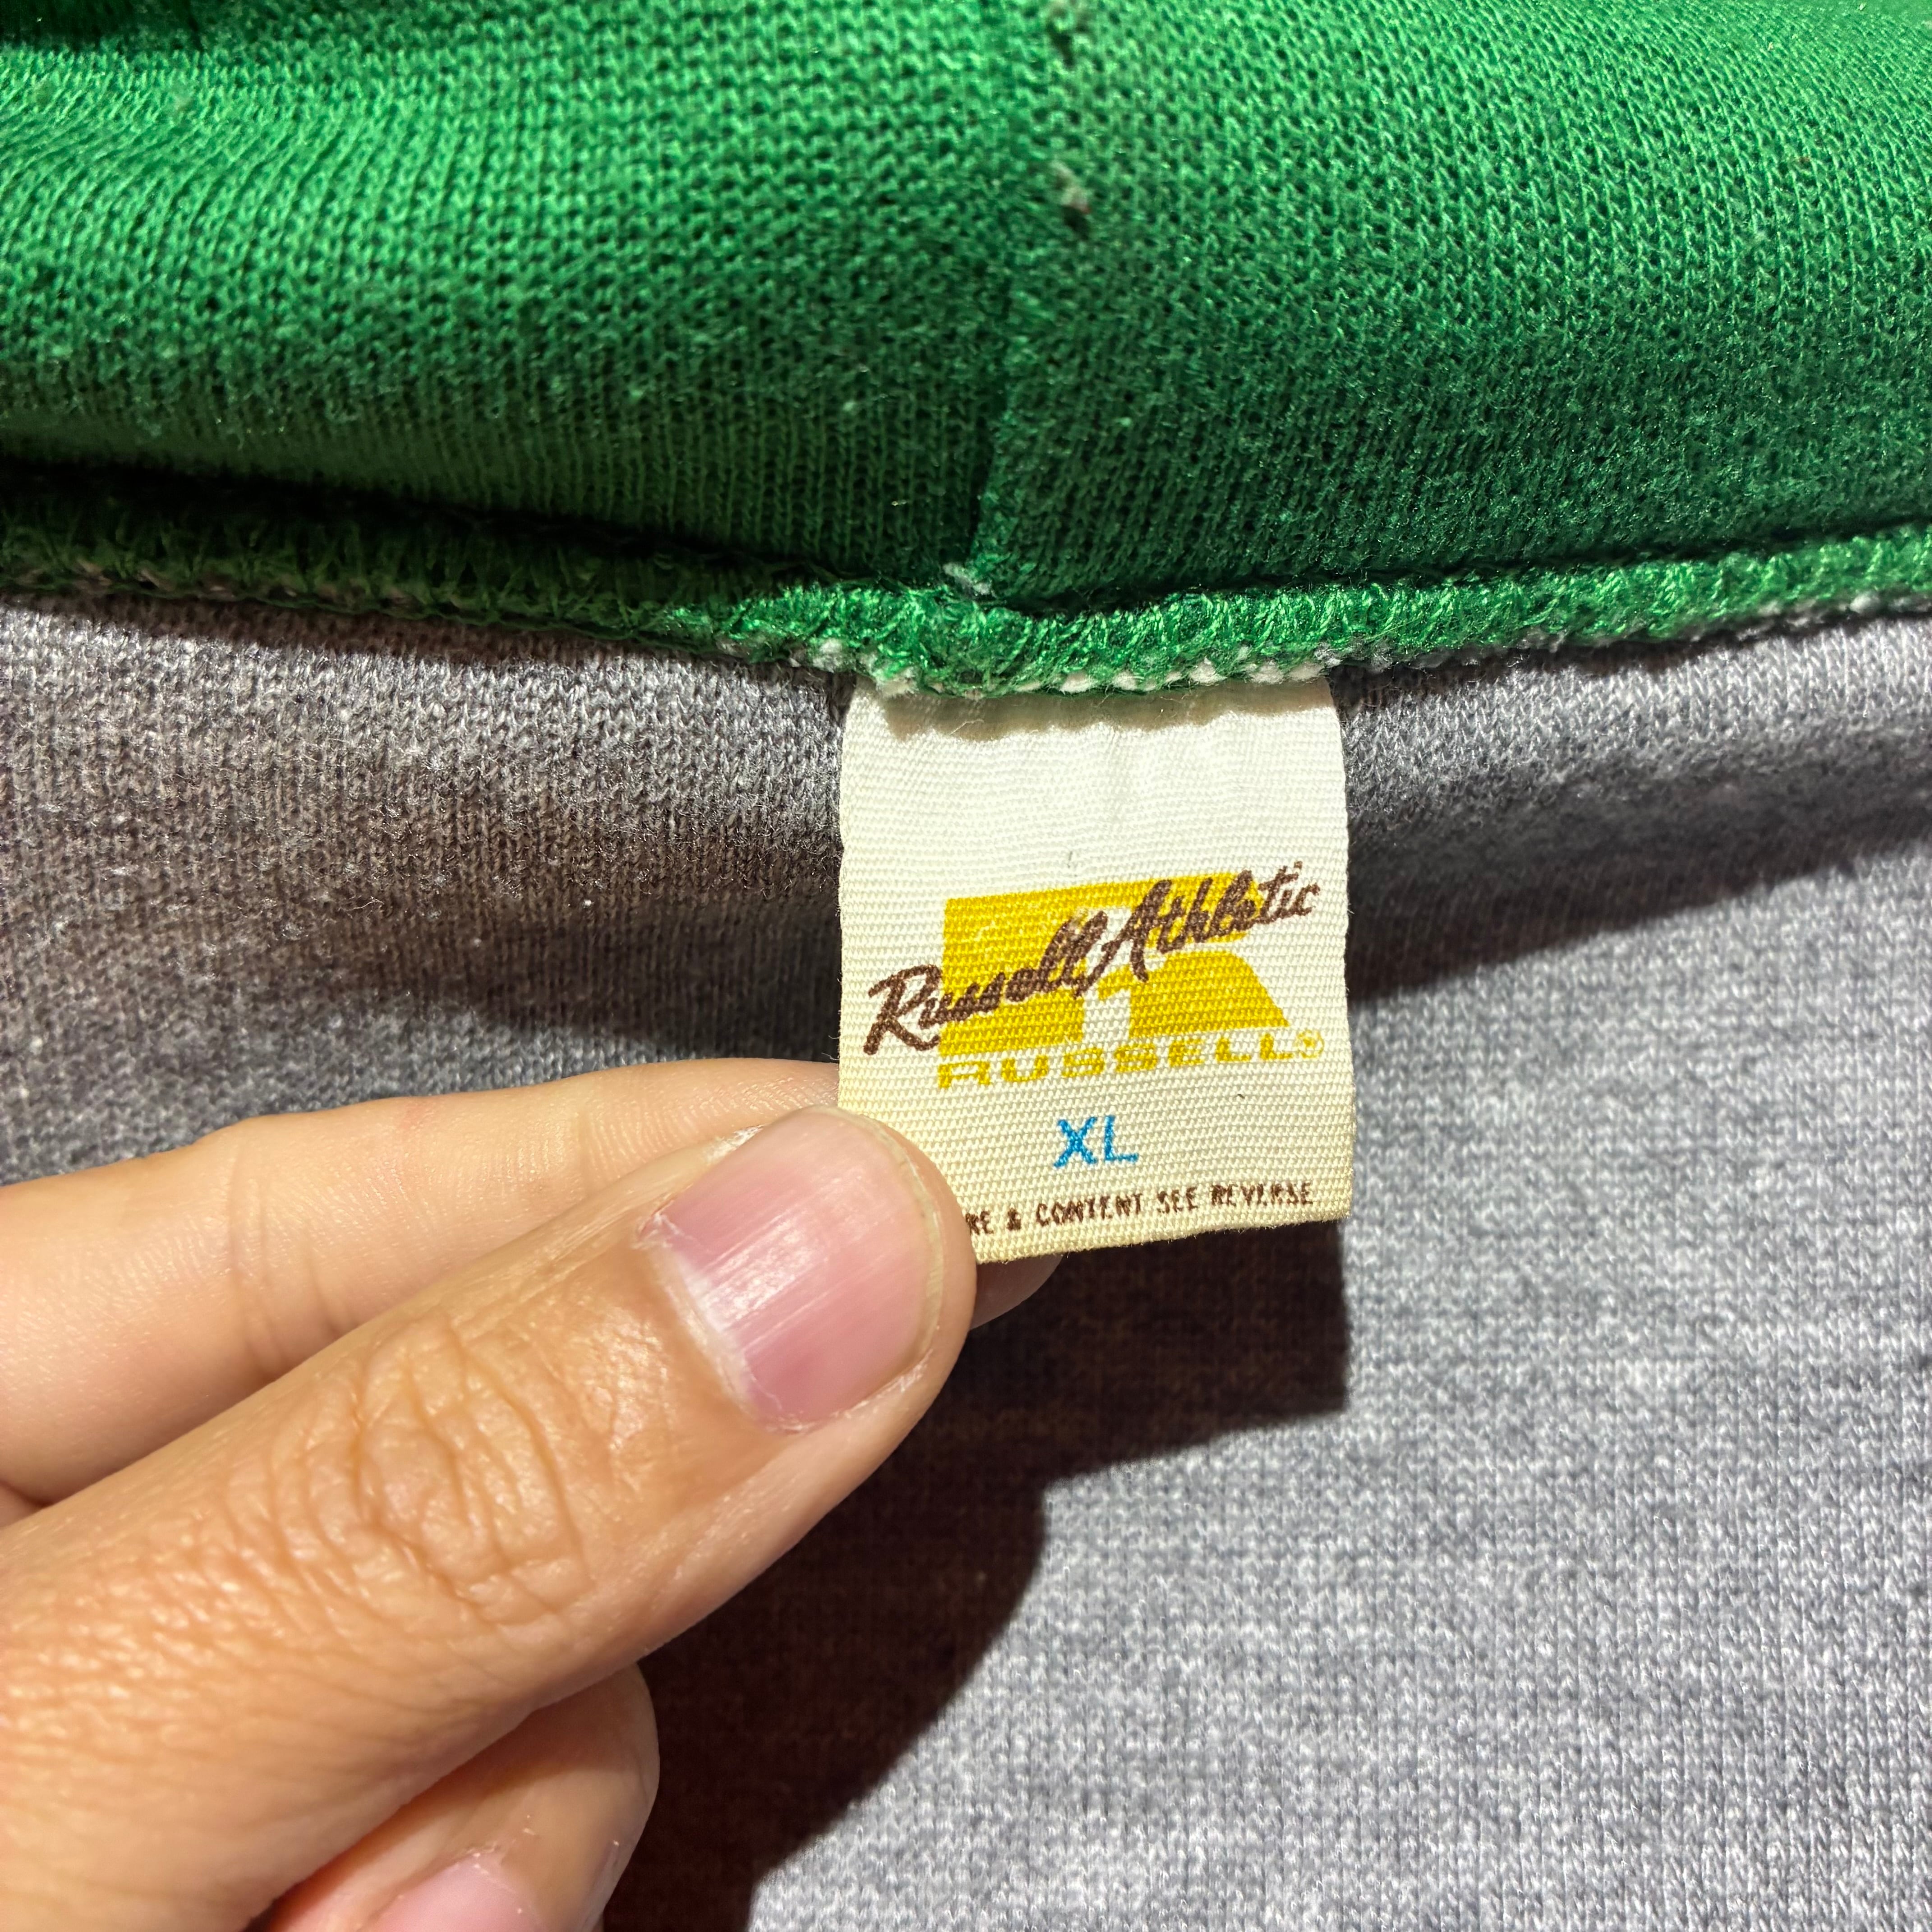 Russell Athletic
RUSSELL®
XL
RE & CONTENT SEE REVERSE